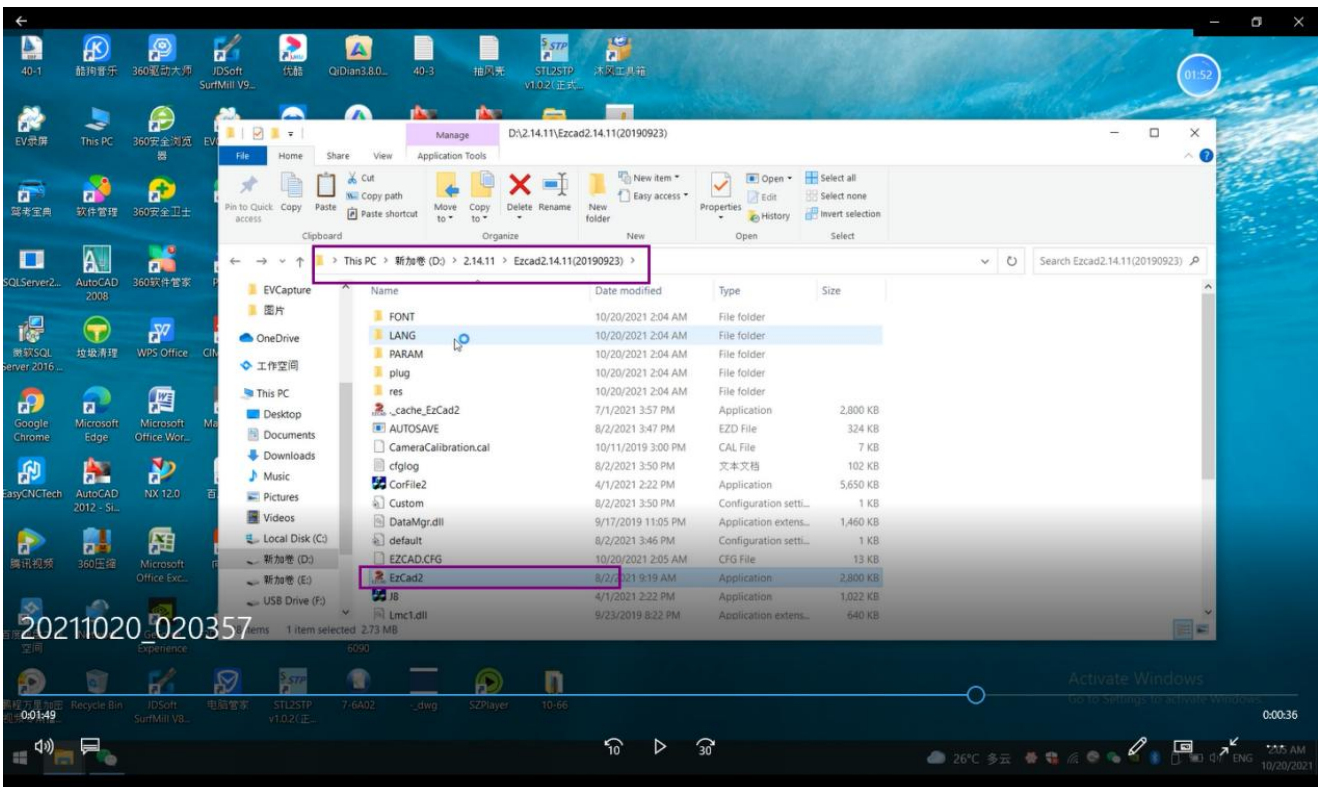 40-1
酷狗音乐
360驱动大师
JDSoft SurfMill V9...
优酷
QiDian3.8.0...
40-3
抽风壳
STL2STP v1.0.2(正式...
沐风工具箱
01:52
EV录屏
This PC
360安全浏览器
驾考宝典
软件管理
360安全卫士
SQLServer2...
AutoCAD 2008
360软件管家
微软SQL Server 2016 ...
垃圾清理
WPS Office
Google Chrome
Microsoft Edge
Microsoft Office Wor...
EasyCNCTech
AutoCAD 2012 - Si...
NX 12.0
腾讯视频
360压缩
Microsoft Office Exc...
Manage
D:\2.14.11\Ezcad2.14.11(20190923)
File Home Share View Application Tools
Pin to Quick access
Copy
Paste
Cut
Copy path
Paste shortcut
Move to
Copy to
Delete
Rename
New folder
New item
Easy access
Properties
Open
Edit
History
Select all
Select none
Invert selection
Clipboard Organize New Open Select
This PC > 新加卷 (D:) > 2.14.11 > Ezcad2.14.11(20190923) >
Search Ezcad2.14.11(20190923)
EVCapture
图片
OneDrive
工作空间
This PC
Desktop
Documents
Downloads
Music
Pictures
Videos
Local Disk (C:)
新加卷 (D:)
新加卷 (E:)
USB Drive (F:)
Name Date modified Type Size
FONT 10/20/2021 2:04 AM File folder
LANG 10/20/2021 2:04 AM File folder
PARAM 10/20/2021 2:04 AM File folder
plug 10/20/2021 2:04 AM File folder
res 10/20/2021 2:04 AM File folder
._cache_EzCad2 7/1/2021 3:57 PM Application 2,800 KB
AUTOSAVE 8/2/2021 3:47 PM EZD File 324 KB
CameraCalibration.cal 10/11/2019 3:00 PM CAL File 7 KB
cfglog 8/2/2021 3:50 PM 文本文档 102 KB
CorFile2 4/1/2021 2:22 PM Application 5,650 KB
Custom 8/2/2021 3:50 PM Configuration setti... 1 KB
DataMgr.dll 9/17/2019 11:05 PM Application extens... 1,460 KB
default 8/2/2021 3:46 PM Configuration setti... 1 KB
EZCAD.CFG 10/20/2021 2:05 AM CFG File 13 KB
EzCad2 8/2/2021 9:19 AM Application 2,800 KB
J8 4/1/2021 2:22 PM Application 1,022 KB
Lmc1.dll 9/23/2019 8:22 PM Application extens... 640 KB
items 1 item selected 2.73 MB
20211020_020357
空间
Experience
6090
Recycle Bin
JDSoft SurfMill V8...
电脑管家
STL2STP v1.0.2(正...
7-6A02
-.dwg
SZPlayer
10-66
Activate Windows
Go to Settings to activate Windows.
0:01:49
0:00:36
10
30
26°C 多云
ENG
2:05 AM
10/20/2021